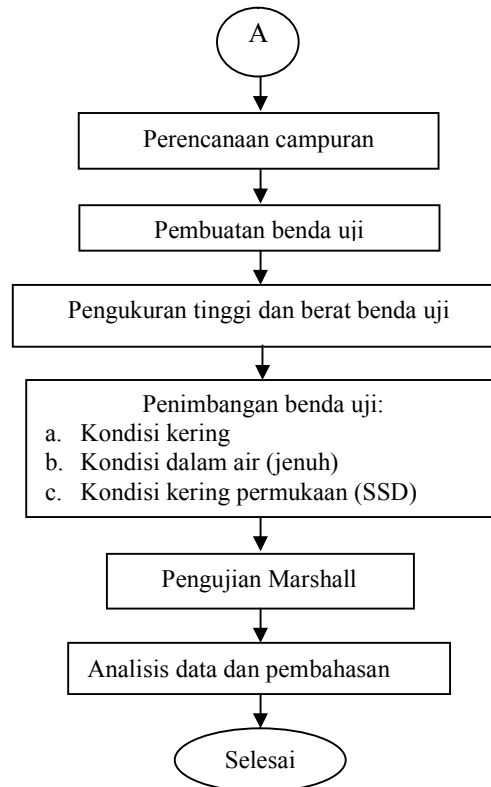 A
Perencanaan campuran
Pembuatan benda uji
Pengukuran tinggi dan berat benda uji
Penimbangan benda uji:
a. Kondisi kering
b. Kondisi dalam air (jenuh)
c. Kondisi kering permukaan (SSD)
Pengujian Marshall
Analisis data dan pembahasan
Selesai